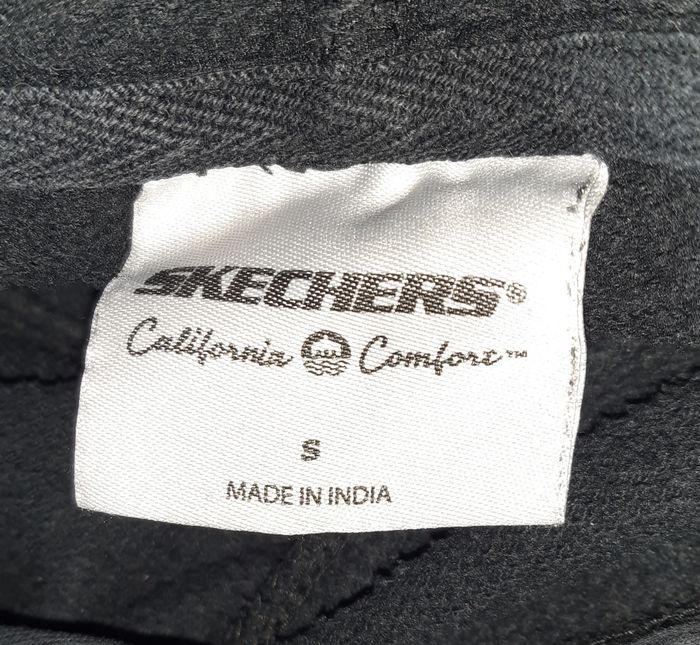 SKECHERS®
California Comfort™
S
MADE IN INDIA